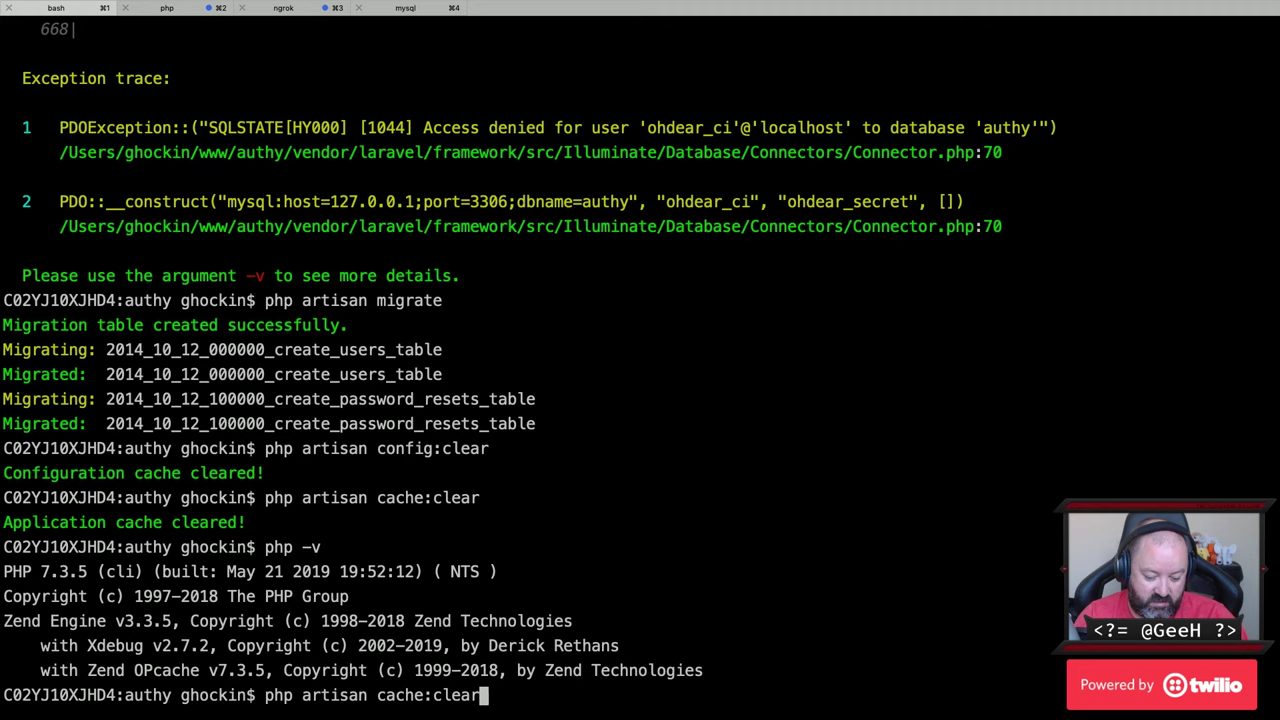 bash ⌘1 php ⌘2 ngrok ⌘3 mysql ⌘4
668|
Exception trace:
1 PDOException::("SQLSTATE[HY000] [1044] Access denied for user 'ohdear_ci'@'localhost' to database 'authy'")
/Users/ghockin/www/authy/vendor/laravel/framework/src/Illuminate/Database/Connectors/Connector.php:70
2 PDO::__construct("mysql:host=127.0.0.1;port=3306;dbname=authy", "ohdear_ci", "ohdear_secret", [])
/Users/ghockin/www/authy/vendor/laravel/framework/src/Illuminate/Database/Connectors/Connector.php:70
Please use the argument -v to see more details.
C02YJ10XJHD4:authy ghockin$ php artisan migrate
Migration table created successfully.
Migrating: 2014_10_12_000000_create_users_table
Migrated:  2014_10_12_000000_create_users_table
Migrating: 2014_10_12_100000_create_password_resets_table
Migrated:  2014_10_12_100000_create_password_resets_table
C02YJ10XJHD4:authy ghockin$ php artisan config:clear
Configuration cache cleared!
C02YJ10XJHD4:authy ghockin$ php artisan cache:clear
Application cache cleared!
C02YJ10XJHD4:authy ghockin$ php -v
PHP 7.3.5 (cli) (built: May 21 2019 19:52:12) ( NTS )
Copyright (c) 1997-2018 The PHP Group
Zend Engine v3.3.5, Copyright (c) 1998-2018 Zend Technologies
with Xdebug v2.7.2, Copyright (c) 2002-2019, by Derick Rethans
with Zend OPcache v7.3.5, Copyright (c) 1999-2018, by Zend Technologies
C02YJ10XJHD4:authy ghockin$ php artisan cache:clear
<?= @GeeH ?>
Powered by twilio